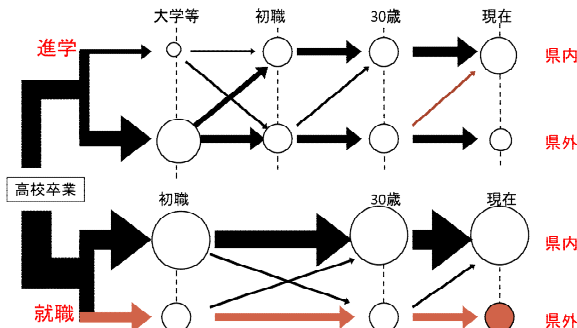 大学等 初職 30歳 現在
進学
県内
県外
高校卒業
初職 30歳 現在
県内
就職
県外